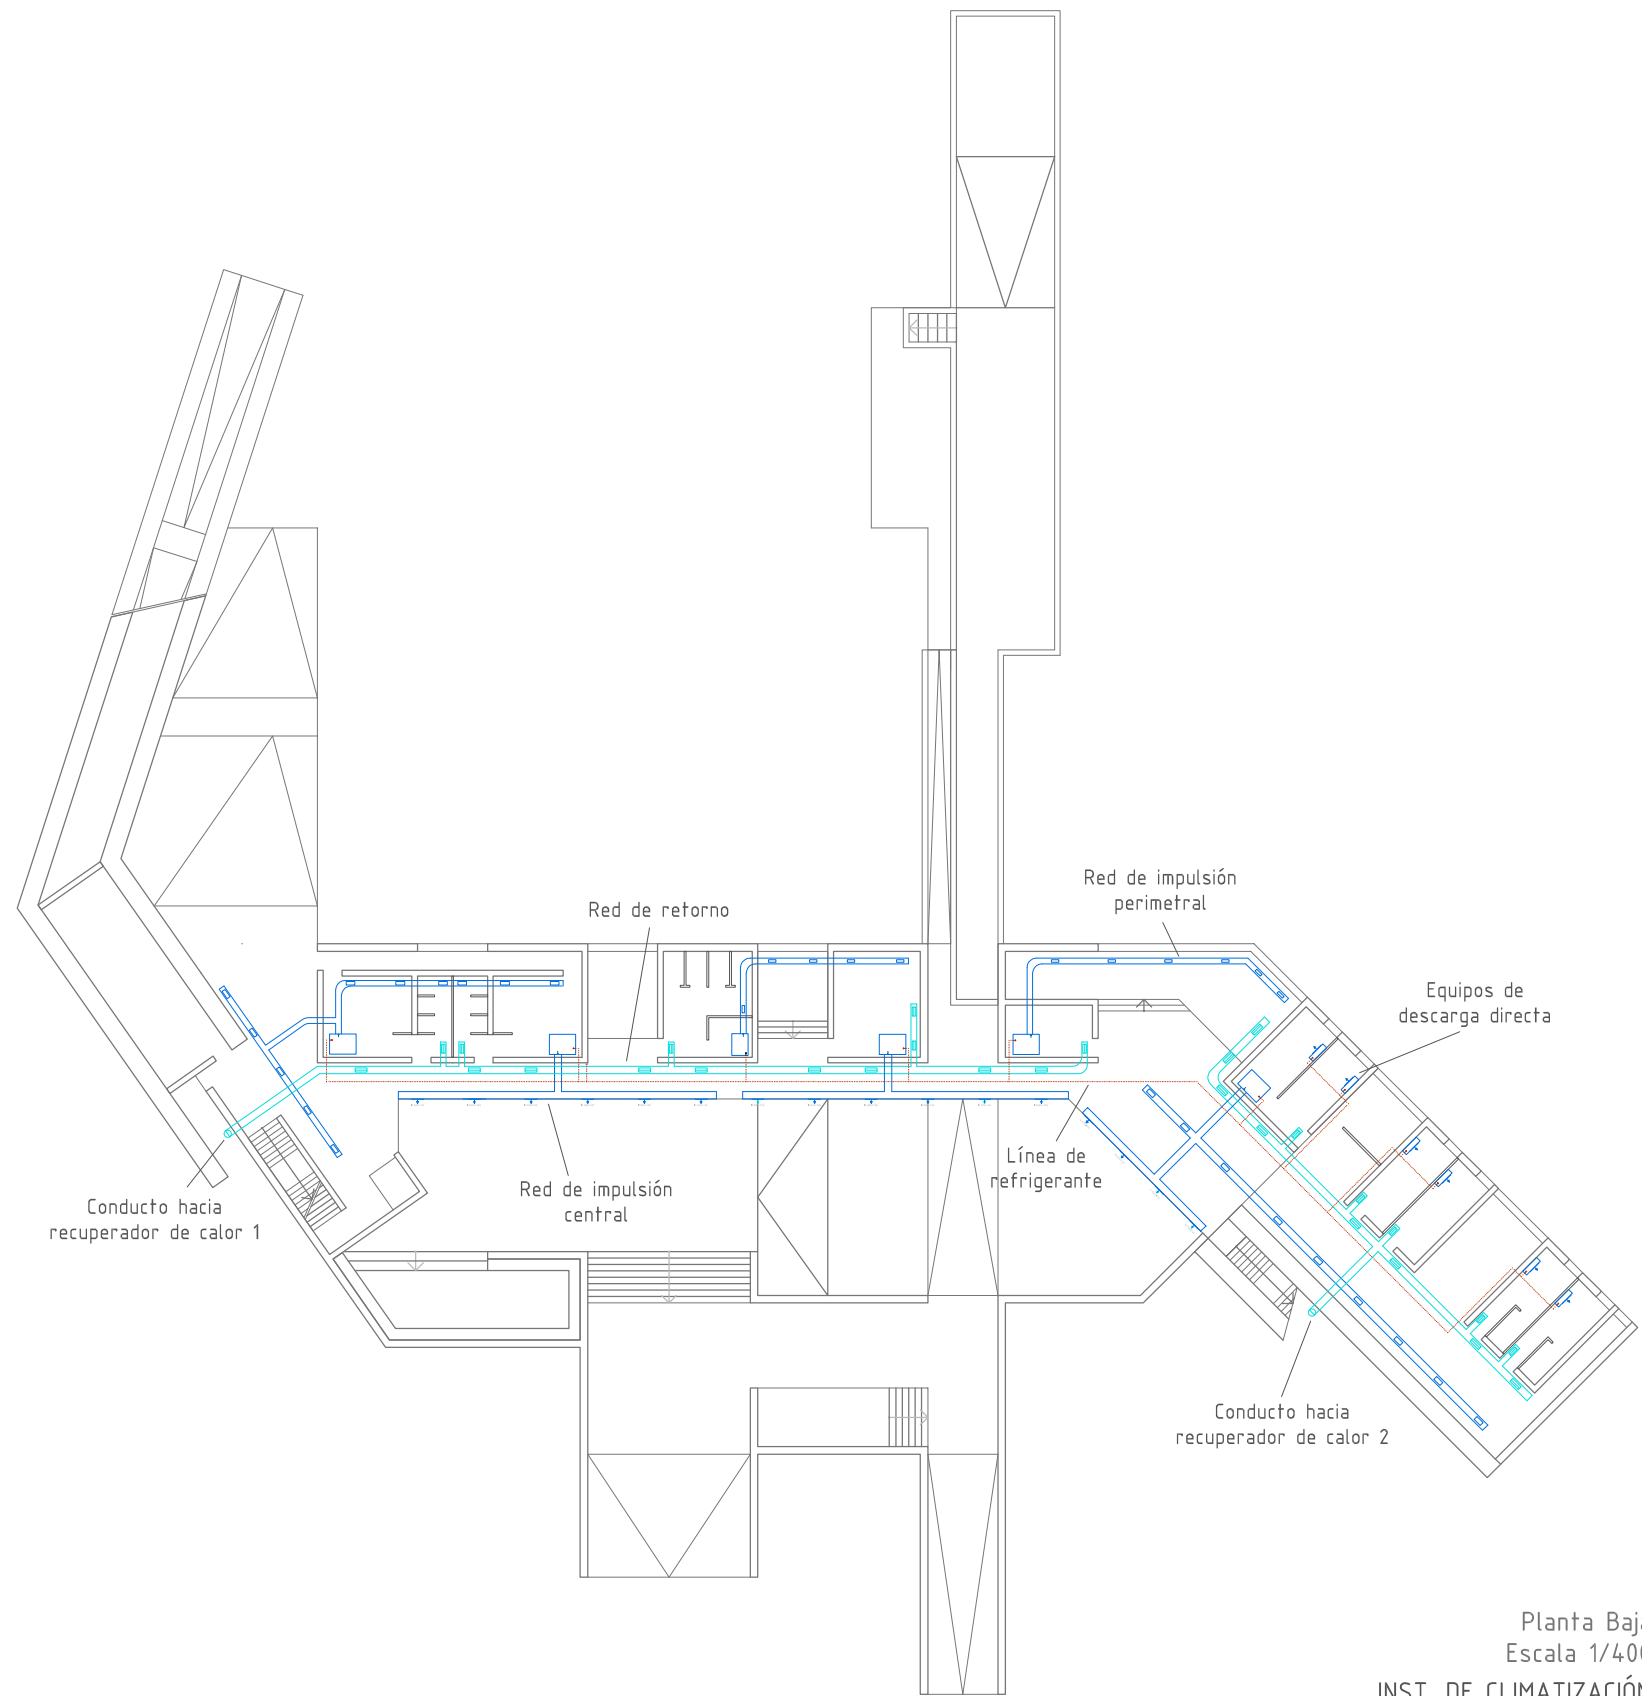 Red de impulsión
perimetral
Red de retorno
Equipos de
descarga directa
Línea de
refrigerante
Red de impulsión
central
Conducto hacia
recuperador de calor 1
Conducto hacia
recuperador de calor 2
Planta Baja
Escala 1/400
INST. DE CLIMATIZACIÓN